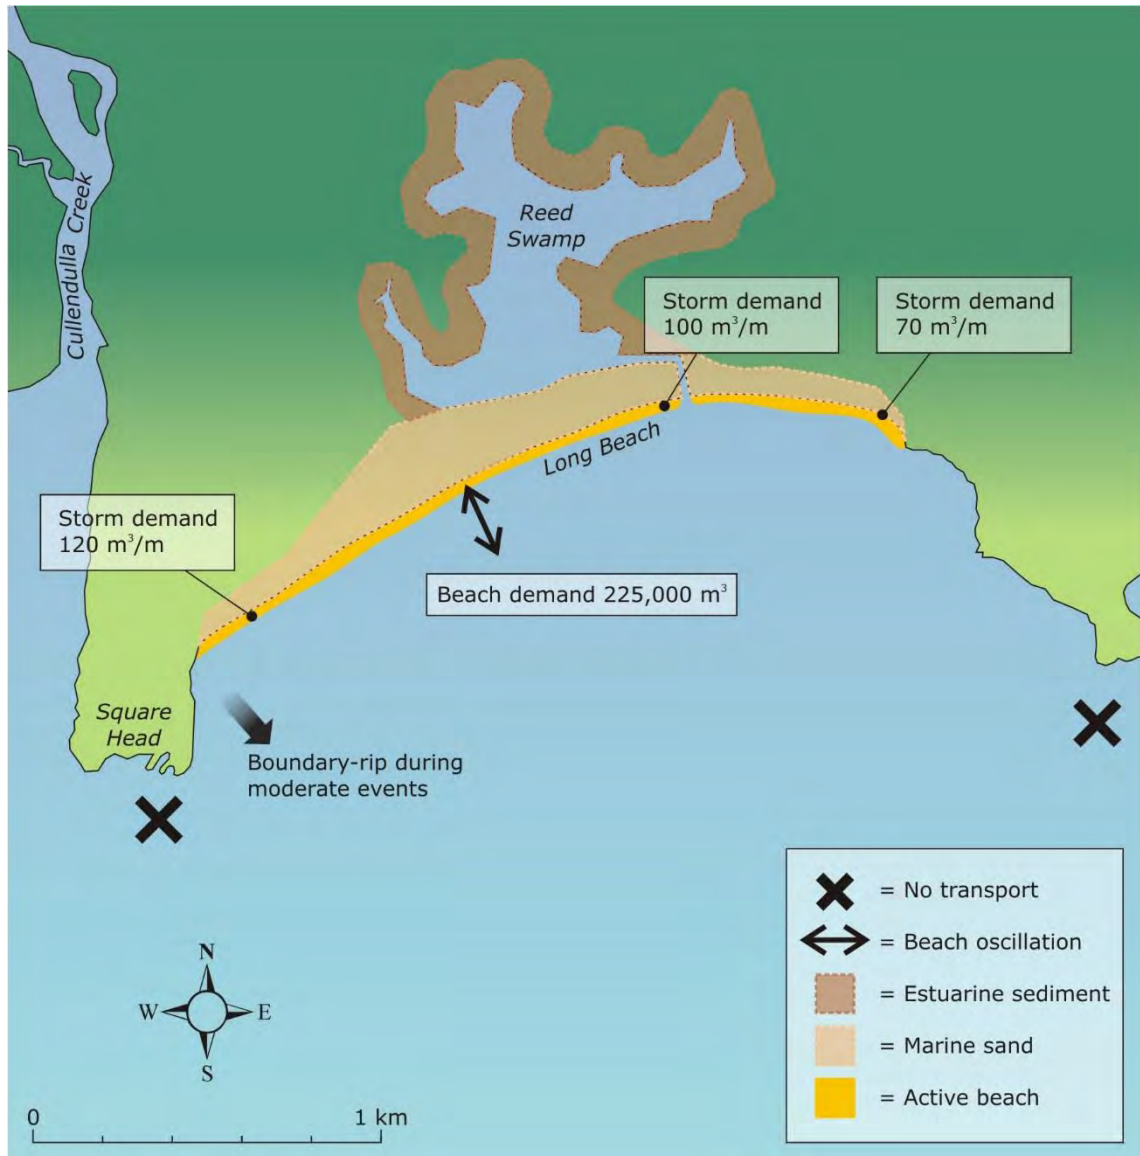 Cullendulla Creek
Reed
Swamp
Storm demand
100 m³/m
Storm demand
70 m³/m
Long Beach
Storm demand
120 m³/m
Beach demand 225,000 m³
Square
Head
Boundary-rip during
moderate events
= No transport
= Beach oscillation
= Estuarine sediment
= Marine sand
= Active beach
N
W E
S
0 1 km